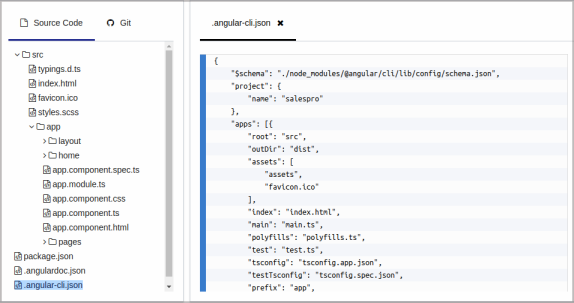 Source Code
Git
src
typings.d.ts
index.html
favicon.ico
styles.scss
app
layout
home
app.component.spec.ts
app.module.ts
app.component.css
app.component.ts
app.component.html
pages
package.json
.angulardoc.json
.angular-cli.json
.angular-cli.json ✖
{
"$schema": "./node_modules/@angular/cli/lib/config/schema.json",
"project": {
"name": "salespro"
},
"apps": [{
"root": "src",
"outDir": "dist",
"assets": [
"assets",
"favicon.ico"
],
"index": "index.html",
"main": "main.ts",
"polyfills": "polyfills.ts",
"test": "test.ts",
"tsconfig": "tsconfig.app.json",
"testTsconfig": "tsconfig.spec.json",
"prefix": "app",